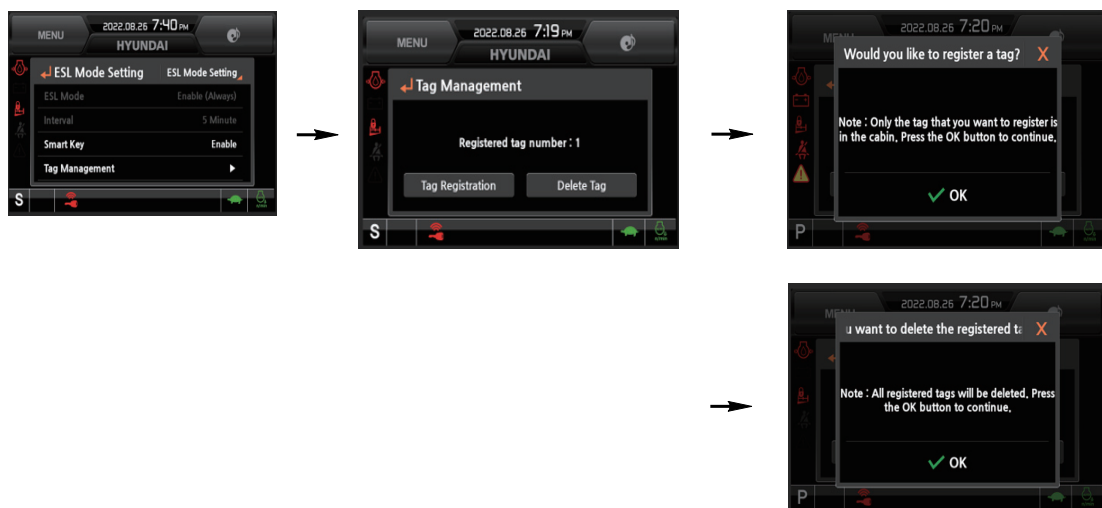 MENU
2022.08.26 7:40 PM
HYUNDAI
ESL Mode Setting
ESL Mode Setting
ESL Mode
Enable (Always)
Interval
5 Minute
Smart Key
Enable
Tag Management
S
MENU
2022.08.26 7:19 PM
HYUNDAI
Tag Management
Registered tag number : 1
Tag Registration
Delete Tag
S
2022.08.26 7:20 PM
Would you like to register a tag? X
Note : Only the tag that you want to register is
in the cabin. Press the OK button to continue.
OK
P
2022.08.26 7:20 PM
u want to delete the registered ta X
Note : All registered tags will be deleted. Press
the OK button to continue.
OK
P